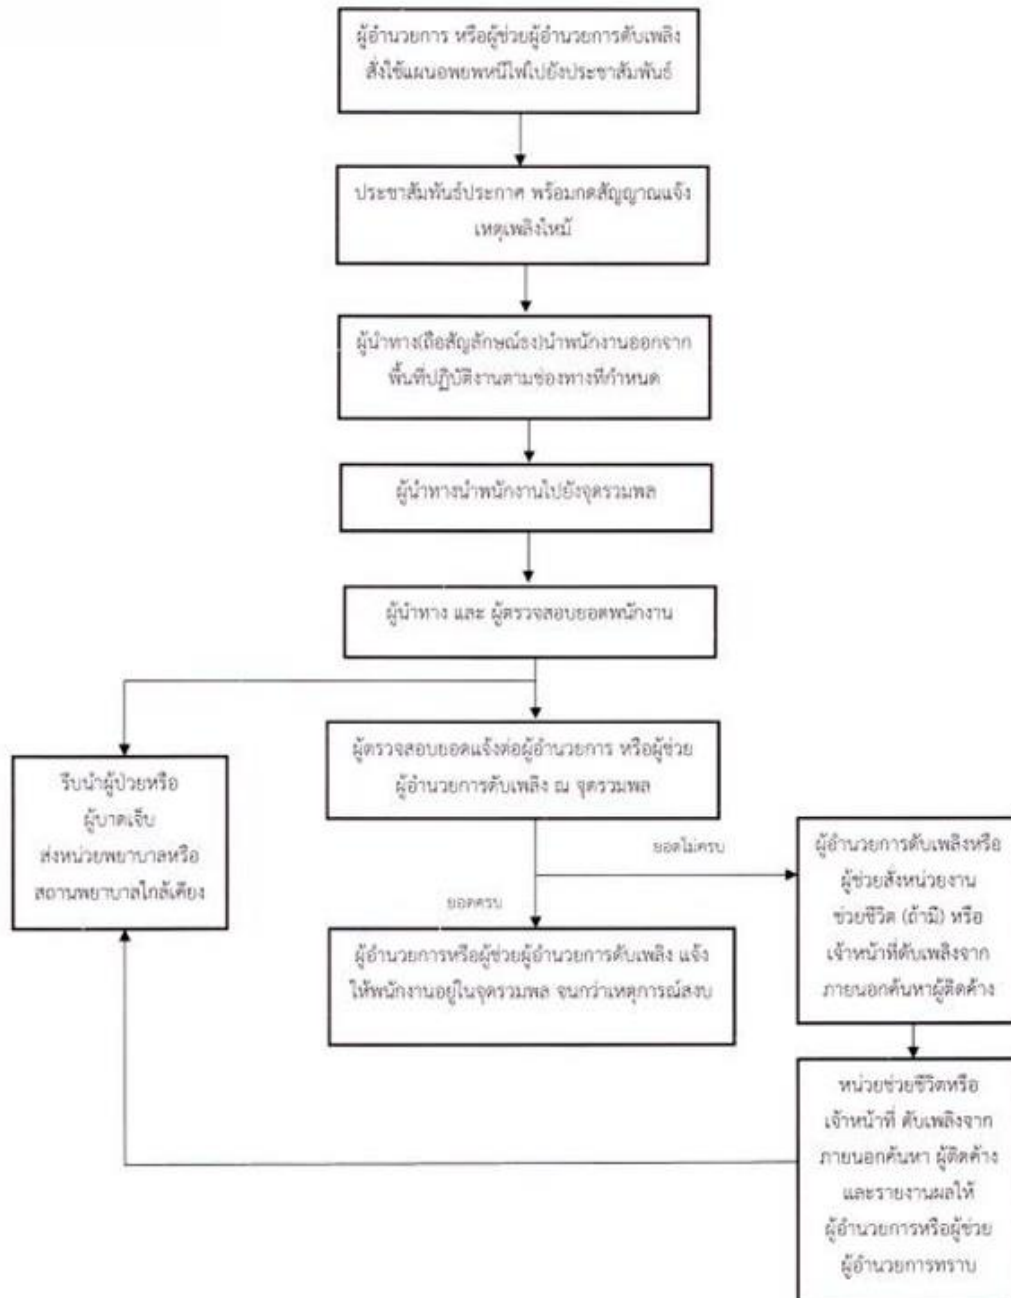 ผู้อำนวยการ หรือผู้ช่วยผู้อำนวยการดับเพลิง
สั่งใช้แผนอพยพหนีไฟไปยังประชาสัมพันธ์
ประชาสัมพันธ์ประกาศ พร้อมกดสัญญาณแจ้ง
เหตุเพลิงไหม้
ผู้นำทาง(ถือสัญลักษณ์ธง)นำพนักงานออกจาก
พื้นที่ปฏิบัติงานตามช่องทางที่กำหนด
ผู้นำทางนำพนักงานไปยังจุดรวมพล
ผู้นำทาง และ ผู้ตรวจสอบยอดพนักงาน
ผู้ตรวจสอบยอดแจ้งต่อผู้อำนวยการ หรือผู้ช่วย
ผู้อำนวยการดับเพลิง ณ จุดรวมพล
รีบนำผู้ป่วยหรือ
ผู้บาดเจ็บ
ส่งหน่วยพยาบาลหรือ
สถานพยาบาลใกล้เคียง
ยอดไม่ครบ
ยอดครบ
ผู้อำนวยการดับเพลิงหรือ
ผู้ช่วยสั่งหน่วยงาน
ช่วยชีวิต (ถ้ามี) หรือ
เจ้าหน้าที่ดับเพลิงจาก
ภายนอกค้นหาผู้ติดค้าง
ผู้อำนวยการหรือผู้ช่วยผู้อำนวยการดับเพลิง แจ้ง
ให้พนักงานอยู่ในจุดรวมพล จนกว่าเหตุการณ์สงบ
หน่วยช่วยชีวิตหรือ
เจ้าหน้าที่ ดับเพลิงจาก
ภายนอกค้นหา ผู้ติดค้าง
และรายงานผลให้
ผู้อำนวยการหรือผู้ช่วย
ผู้อำนวยการทราบ